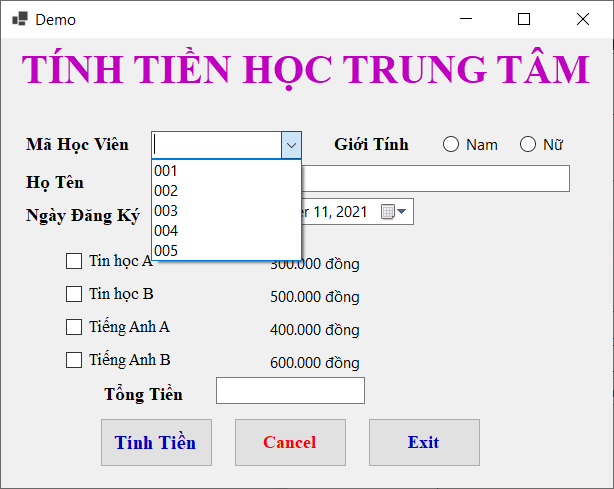 Demo
TÍNH TIỀN HỌC TRUNG TÂM
Mã Học Viên
Giới Tính
Nam
Nữ
001
002
003
004
005
Họ Tên
Ngày Đăng Ký
11, 2021
Tin học A
300.000 đồng
Tin học B
500.000 đồng
Tiếng Anh A
400.000 đồng
Tiếng Anh B
600.000 đồng
Tổng Tiền
Tính Tiền
Cancel
Exit